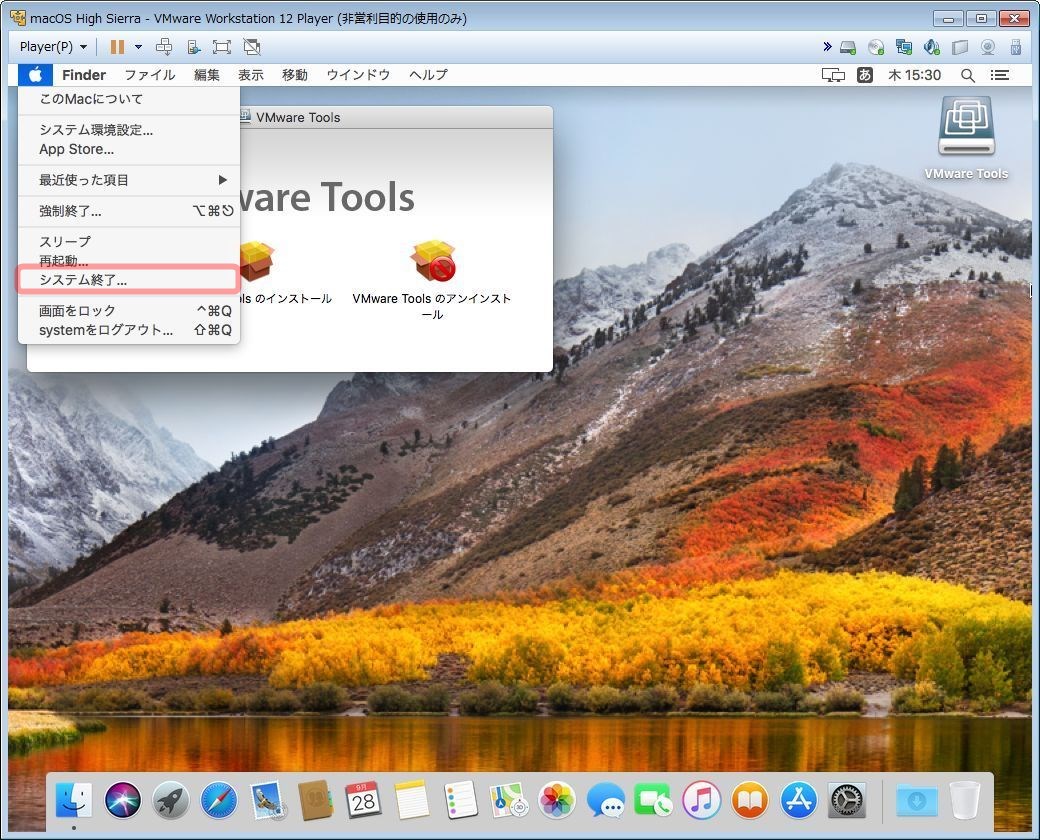 macOS High Sierra - VMware Workstation 12 Player (非営利目的の使用のみ)
Player(P)
Finder ファイル 編集 表示 移動 ウインドウ ヘルプ あ 木 15:30
このMacについて
システム環境設定...
App Store...
最近使った項目
強制終了... ⌥⌘⎋
スリープ
再起動...
システム終了...
画面をロック ^⌘Q
systemをログアウト... ⇧⌘Q
VMware Tools
ware Tools
ols のインストール
VMware Tools のアンインスト
ール
VMware Tools
9月
28
3D